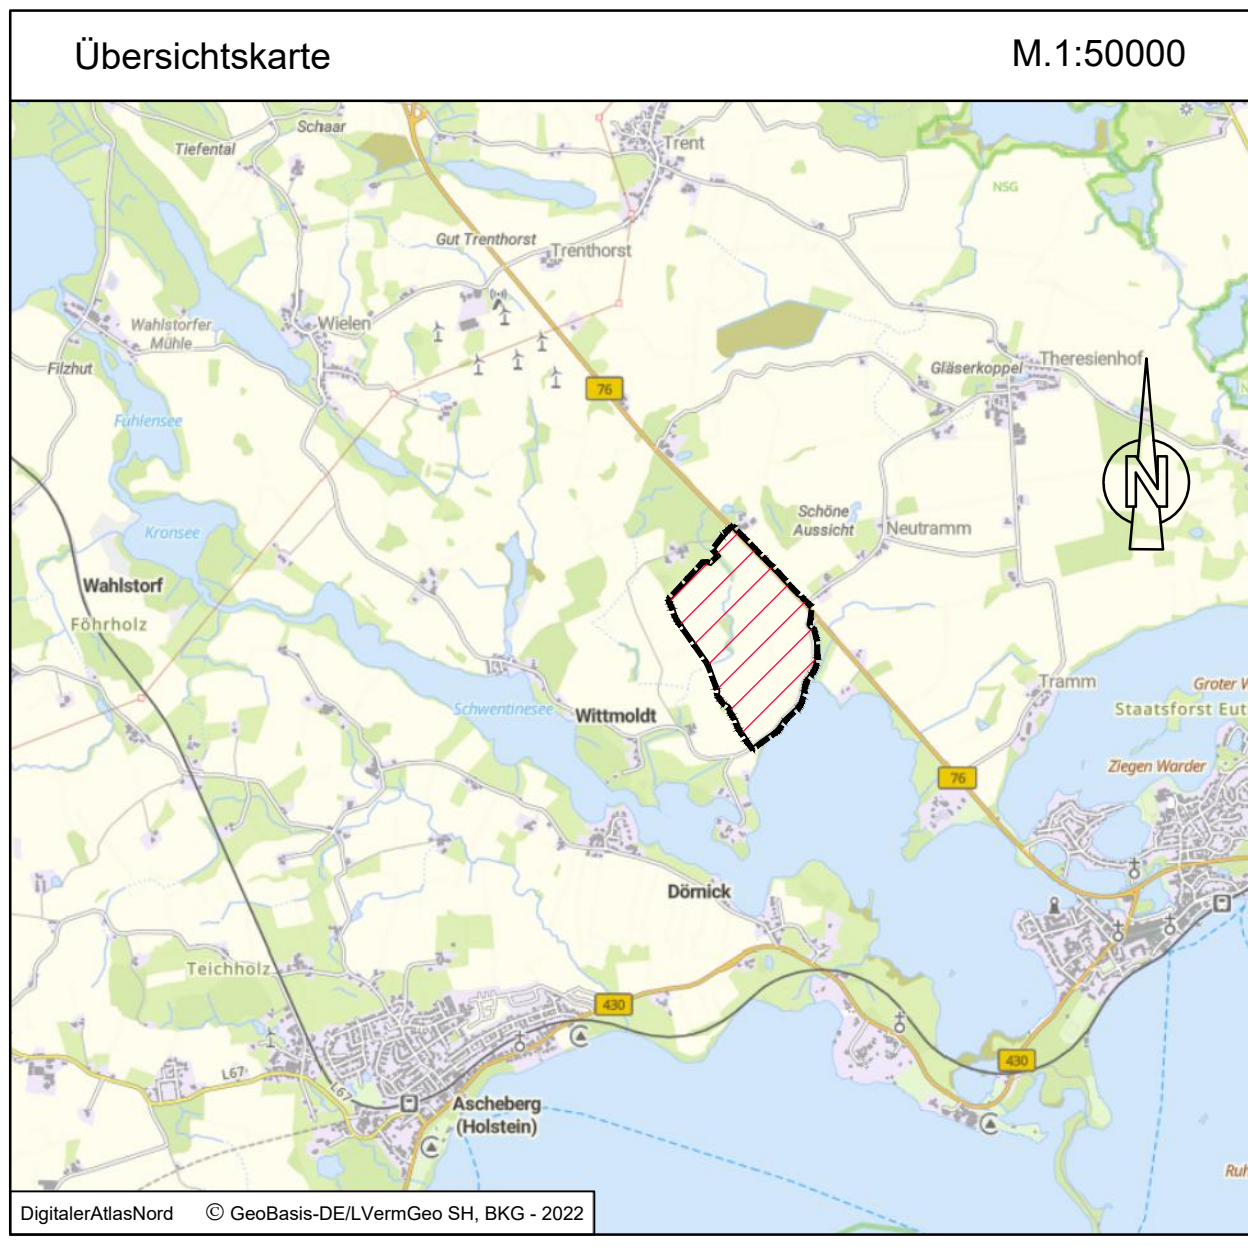 Übersichtskarte
M.1:50000
Schaar
Tiefental
Trent
NSG
Gut Trenthorst
Trenthorst
Wielen
Wahlstorfer
Mühle
Filzhut
76
Gläserkoppel
Theresienhof
Fuhlensee
N
Kronsee
Schöne
Aussicht
Neutramm
Wahlstorf
Föhrholz
Schwentinesee
Wittmoldt
Tramm
Groter W
Staatsforst Eut
Ziegen Warder
76
Dörnick
Teichholz
430
430
L67
L67
Ascheberg
(Holstein)
Ruh
DigitalerAtlasNord © GeoBasis-DE/LVermGeo SH, BKG - 2022